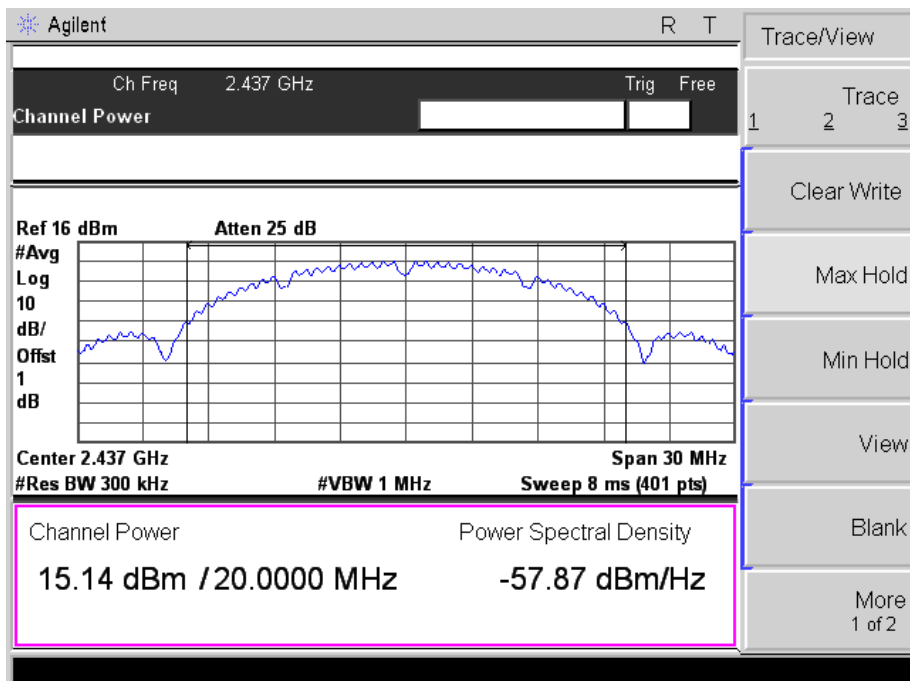 Agilent R T
Ch Freq 2.437 GHz Trig Free
Channel Power
Ref 16 dBm Atten 25 dB
#Avg
Log
10
dB/
Offst
1
dB
Center 2.437 GHz Span 30 MHz
#Res BW 300 kHz #VBW 1 MHz Sweep 8 ms (401 pts)
Channel Power Power Spectral Density
15.14 dBm / 20.0000 MHz -57.87 dBm/Hz
Trace/View
Trace
1 2 3
Clear Write
Max Hold
Min Hold
View
Blank
More
1 of 2